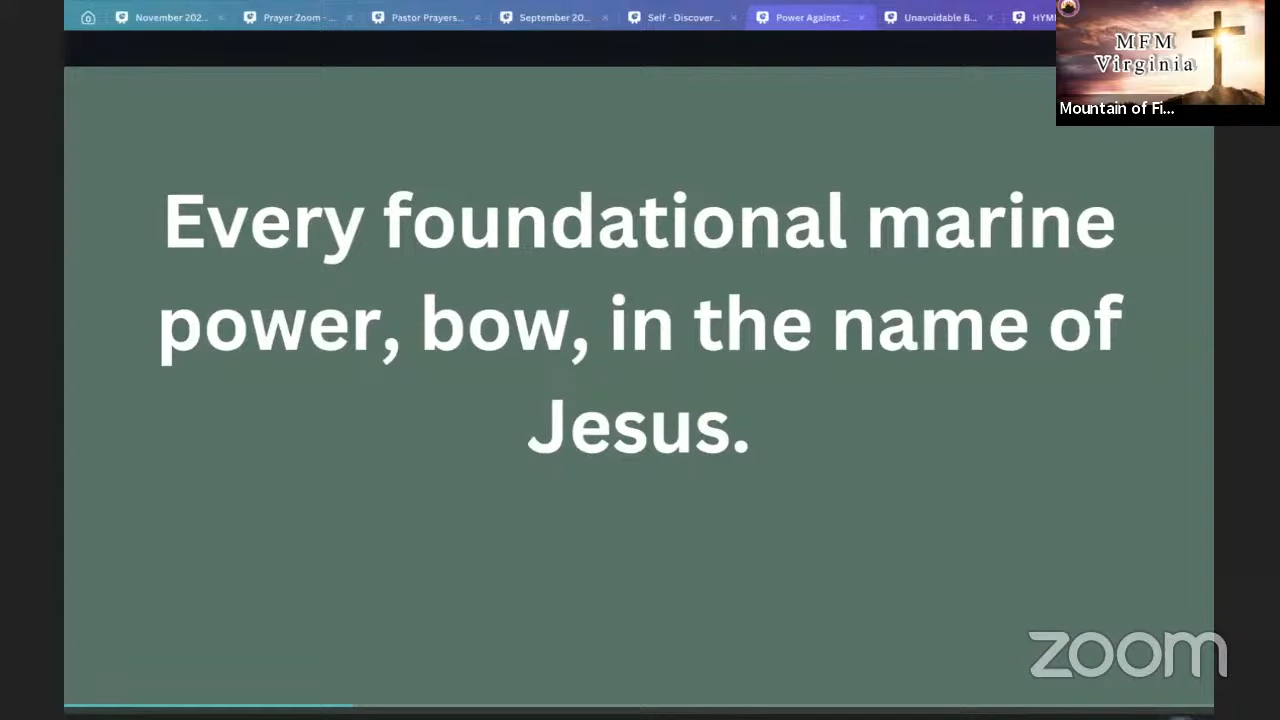 November 202...
Prayer Zoom - ...
Pastor Prayers...
September 20...
Self - Discover...
Power Against ...
Unavoidable B...
HYM
MFM
Virginia
Mountain of Fi...
Every foundational marine
power, bow, in the name of
Jesus.
zoom